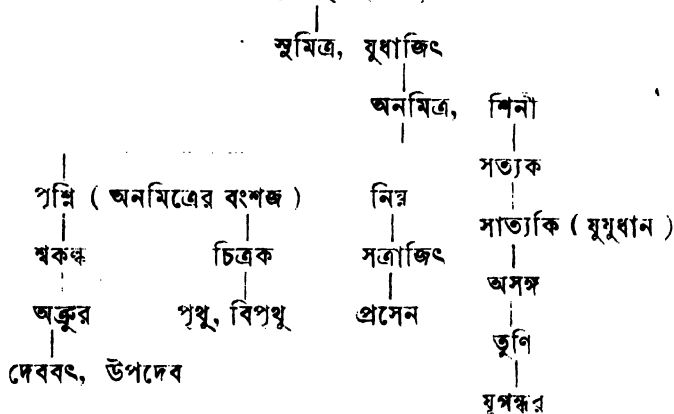 সুমিত্র, যুধাজিৎ
অনমিত্র, শিনী
সত্যক
পৃশ্নি ( অনমিত্রের বংশজ ) নিঘ্ন
সাত্যকি ( যুযুধান )
শ্বফল্ক চিত্রক সত্রাজিৎ
অসঙ্গ
অক্রুর পৃথু, বিপৃথু প্রসেন
তুণি
দেববৎ, উপদেব
যুগন্ধর